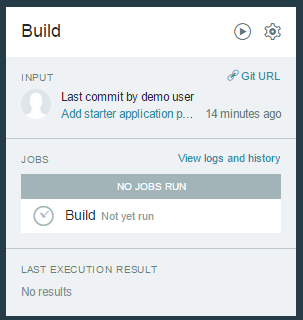 Build
INPUT
Git URL
Last commit by demo user
Add starter application p... 14 minutes ago
JOBS
View logs and history
NO JOBS RUN
Build Not yet run
LAST EXECUTION RESULT
No results